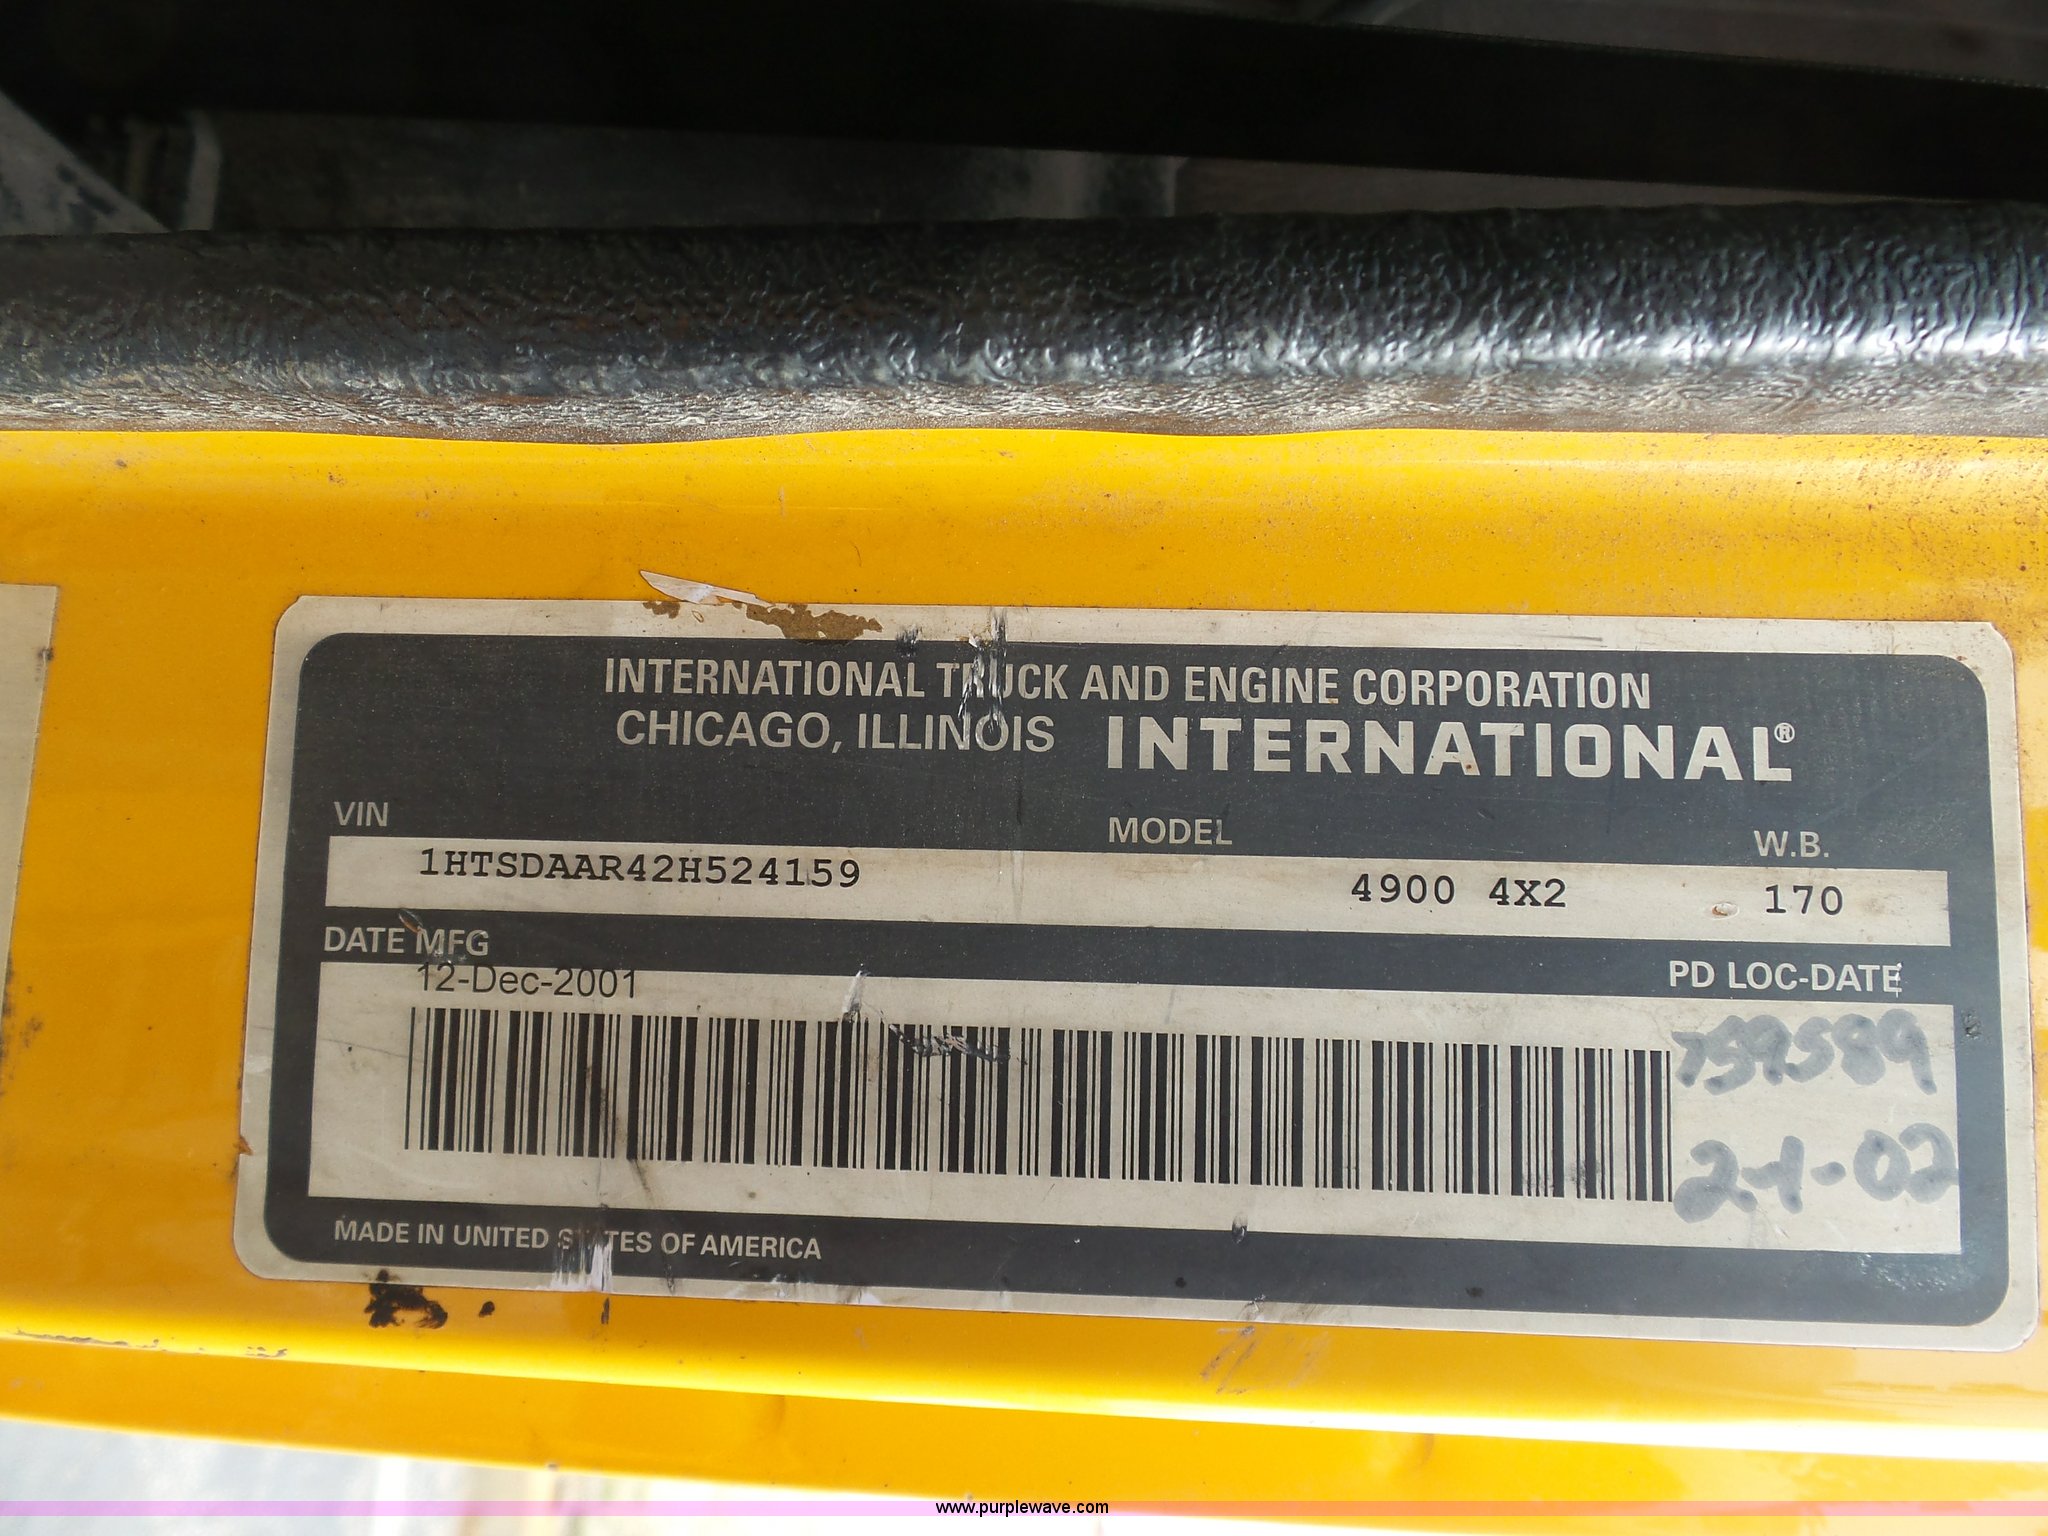 INTERNATIONAL TRUCK AND ENGINE CORPORATION
CHICAGO, ILLINOIS INTERNATIONAL®
VIN MODEL W.B.
1HTSDAAR42H524159 4900 4X2 170
DATE MFG PD LOC-DATE
12-Dec-2001
759589
2-1-02
MADE IN UNITED STATES OF AMERICA
www.purplewave.com